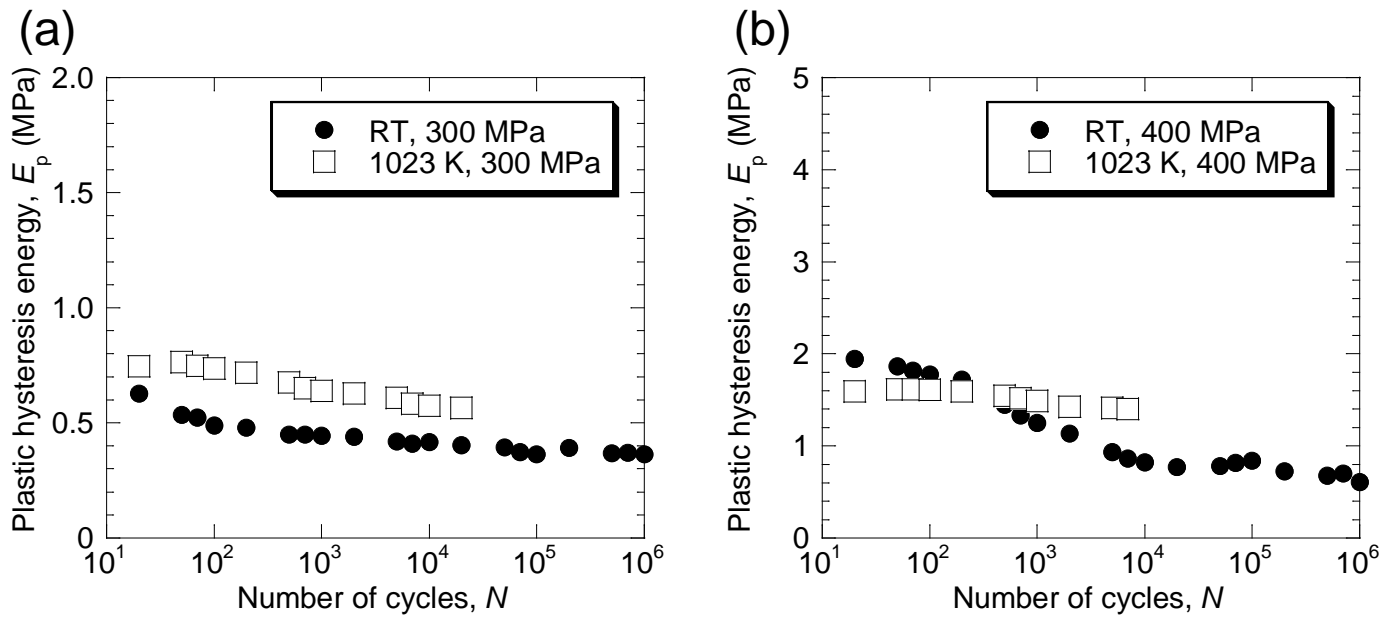 (a)
Plastic hysteresis energy, Ep (MPa)
2.0
1.5
1.0
0.5
0
RT, 300 MPa
1023 K, 300 MPa
10^1 10^2 10^3 10^4 10^5 10^6
Number of cycles, N
(b)
Plastic hysteresis energy, Ep (MPa)
5
4
3
2
1
0
RT, 400 MPa
1023 K, 400 MPa
10^1 10^2 10^3 10^4 10^5 10^6
Number of cycles, N